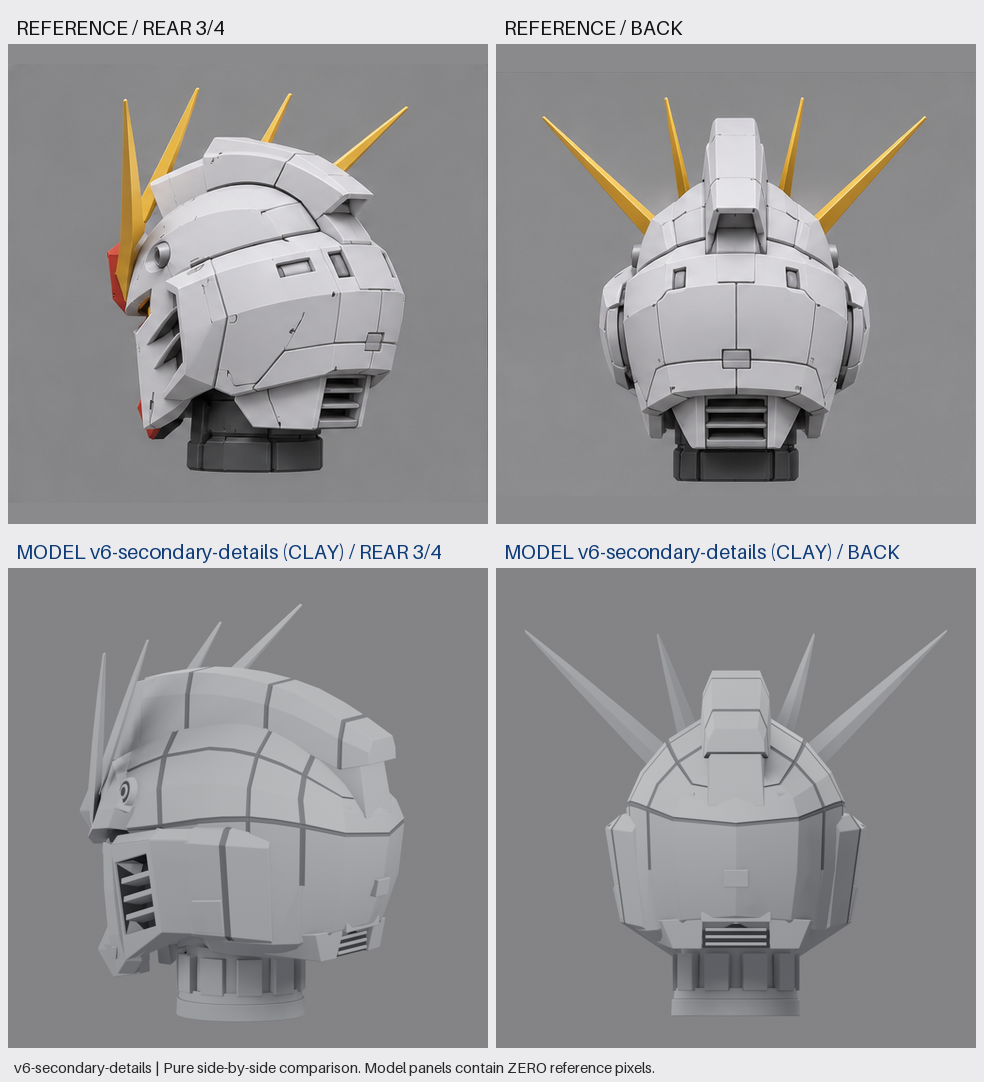 REFERENCE / REAR 3/4
REFERENCE / BACK
MODEL v6-secondary-details (CLAY) / REAR 3/4
MODEL v6-secondary-details (CLAY) / BACK
v6-secondary-details | Pure side-by-side comparison. Model panels contain ZERO reference pixels.